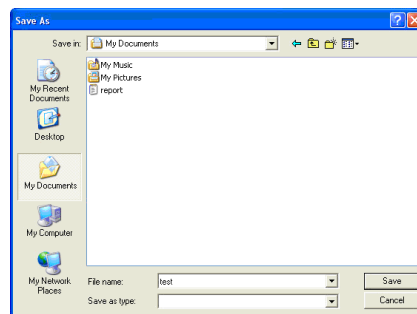 Save As
Save in: My Documents
My Music
My Pictures
report
My Recent
Documents
Desktop
My Documents
My Computer
My Network
Places
File name: test Save
Save as type: Cancel